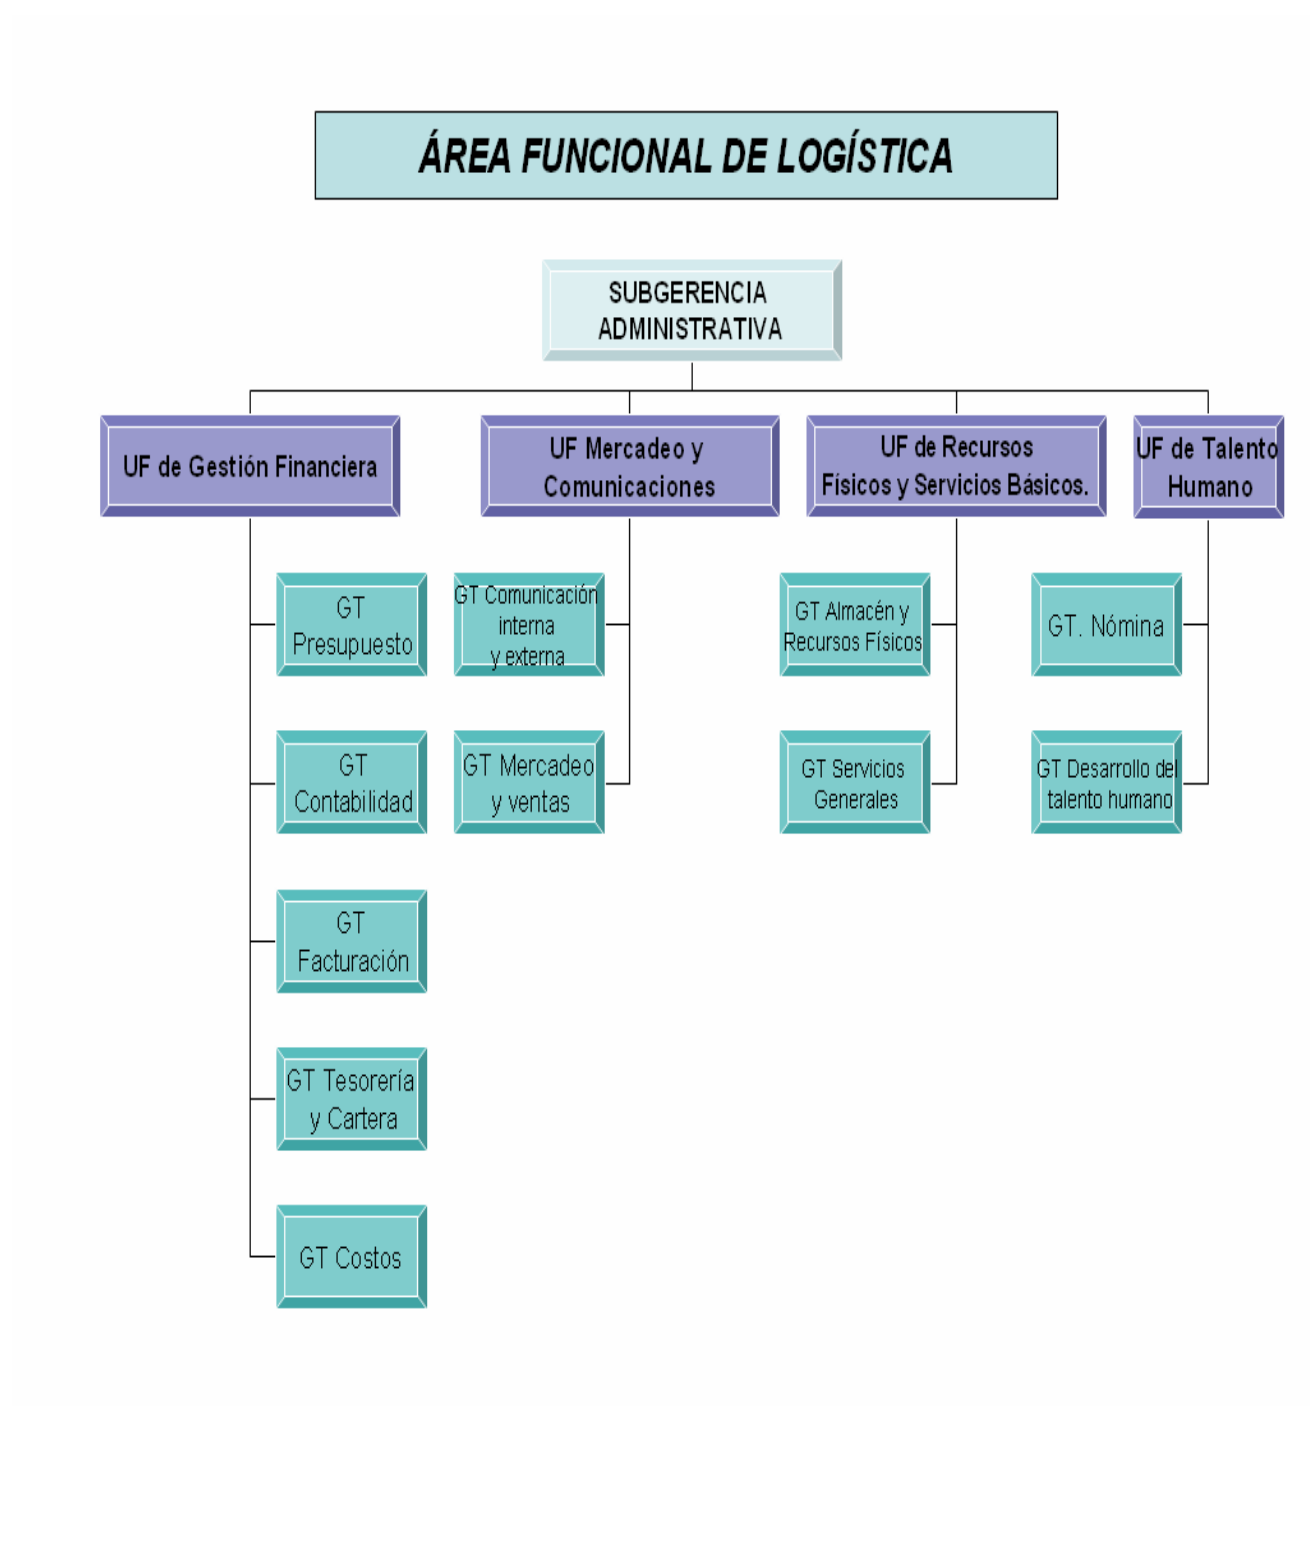 ÁREA FUNCIONAL DE LOGÍSTICA
SUBGERENCIA
ADMINISTRATIVA
UF de Gestión Financiera
UF Mercadeo y
Comunicaciones
UF de Recursos
Físicos y Servicios Básicos.
UF de Talento
Humano
GT
Presupuesto
GT
Contabilidad
GT
Facturación
GT Tesorería
y Cartera
GT Costos
GT Comunicación
interna
y externa
GT Mercadeo
y ventas
GT Almacén y
Recursos Físicos
GT Servicios
Generales
GT. Nómina
GT Desarrollo del
talento humano